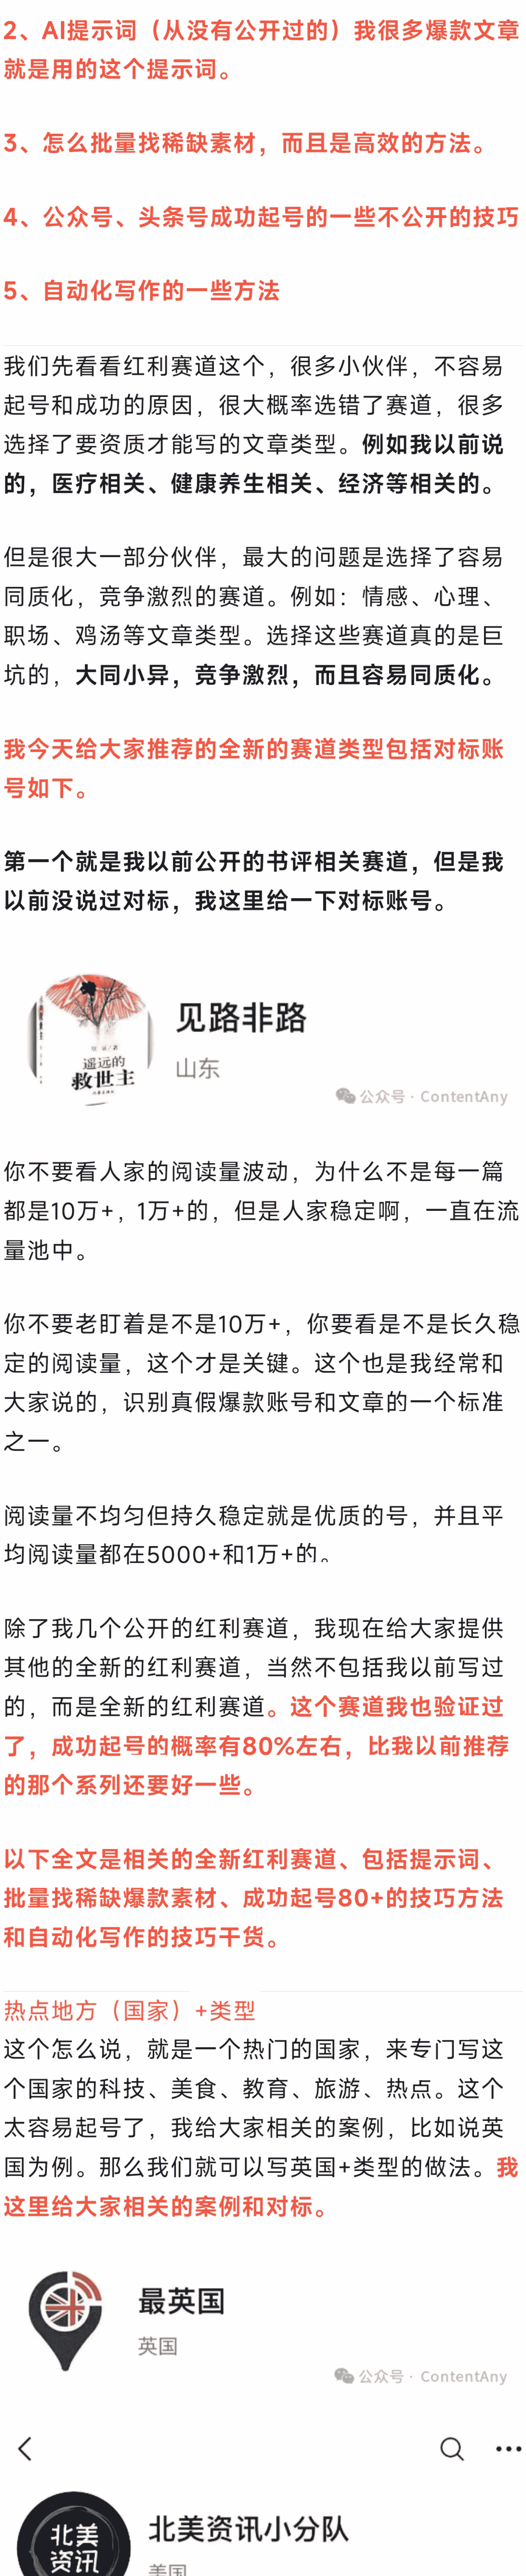 2、AI提示词（从没有公开过的）我很多爆款文章
就是用的这个提示词。
3、怎么批量找稀缺素材，而且是高效的方法。
4、公众号、头条号成功起号的一些不公开的技巧
5、自动化写作的一些方法
我们先看看红利赛道这个，很多小伙伴，不容易
起号和成功的原因，很大概率选错了赛道，很多
选择了要资质才能写的文章类型。例如我以前说
的，医疗相关、健康养生相关、经济等相关的。
但是很大一部分伙伴，最大的问题是选择了容易
同质化，竞争激烈的赛道。例如：情感、心理、
职场、鸡汤等文章类型。选择这些赛道真的是巨
坑的，大同小异，竞争激烈，而且容易同质化。
我今天给大家推荐的全新的赛道类型包括对标账
号如下。
第一个就是我以前公开的书评相关赛道，但是我
以前没说过对标，我这里给一下对标账号。
遥远的
救世主
见路非路
山东
公众号 · ContentAny
你不要看人家的阅读量波动，为什么不是每一篇
都是10万+，1万+的，但是人家稳定啊，一直在流
量池中。
你不要老盯着是不是10万+，你要看是不是长久稳
定的阅读量，这个才是关键。这个也是我经常和
大家说的，识别真假爆款账号和文章的一个标准
之一。
阅读量不均匀但持久稳定就是优质的号，并且平
均阅读量都在5000+和1万+的。
除了我几个公开的红利赛道，我现在给大家提供
其他的全新的红利赛道，当然不包括我以前写过
的，而是全新的红利赛道。这个赛道我也验证过
了，成功起号的概率有80%左右，比我以前推荐
的那个系列还要好一些。
以下全文是相关的全新红利赛道、包括提示词、
批量找稀缺爆款素材、成功起号80+的技巧方法
和自动化写作的技巧干货。
热点地方（国家）+类型
这个怎么说，就是一个热门的国家，来专门写这
个国家的科技、美食、教育、旅游、热点。这个
太容易起号了，我给大家相关的案例，比如说英
国为例。那么我们就可以写英国+类型的做法。我
这里给大家相关的案例和对标。
最英国
英国
公众号 · ContentAny
北美
资讯
北美资讯小分队
美国